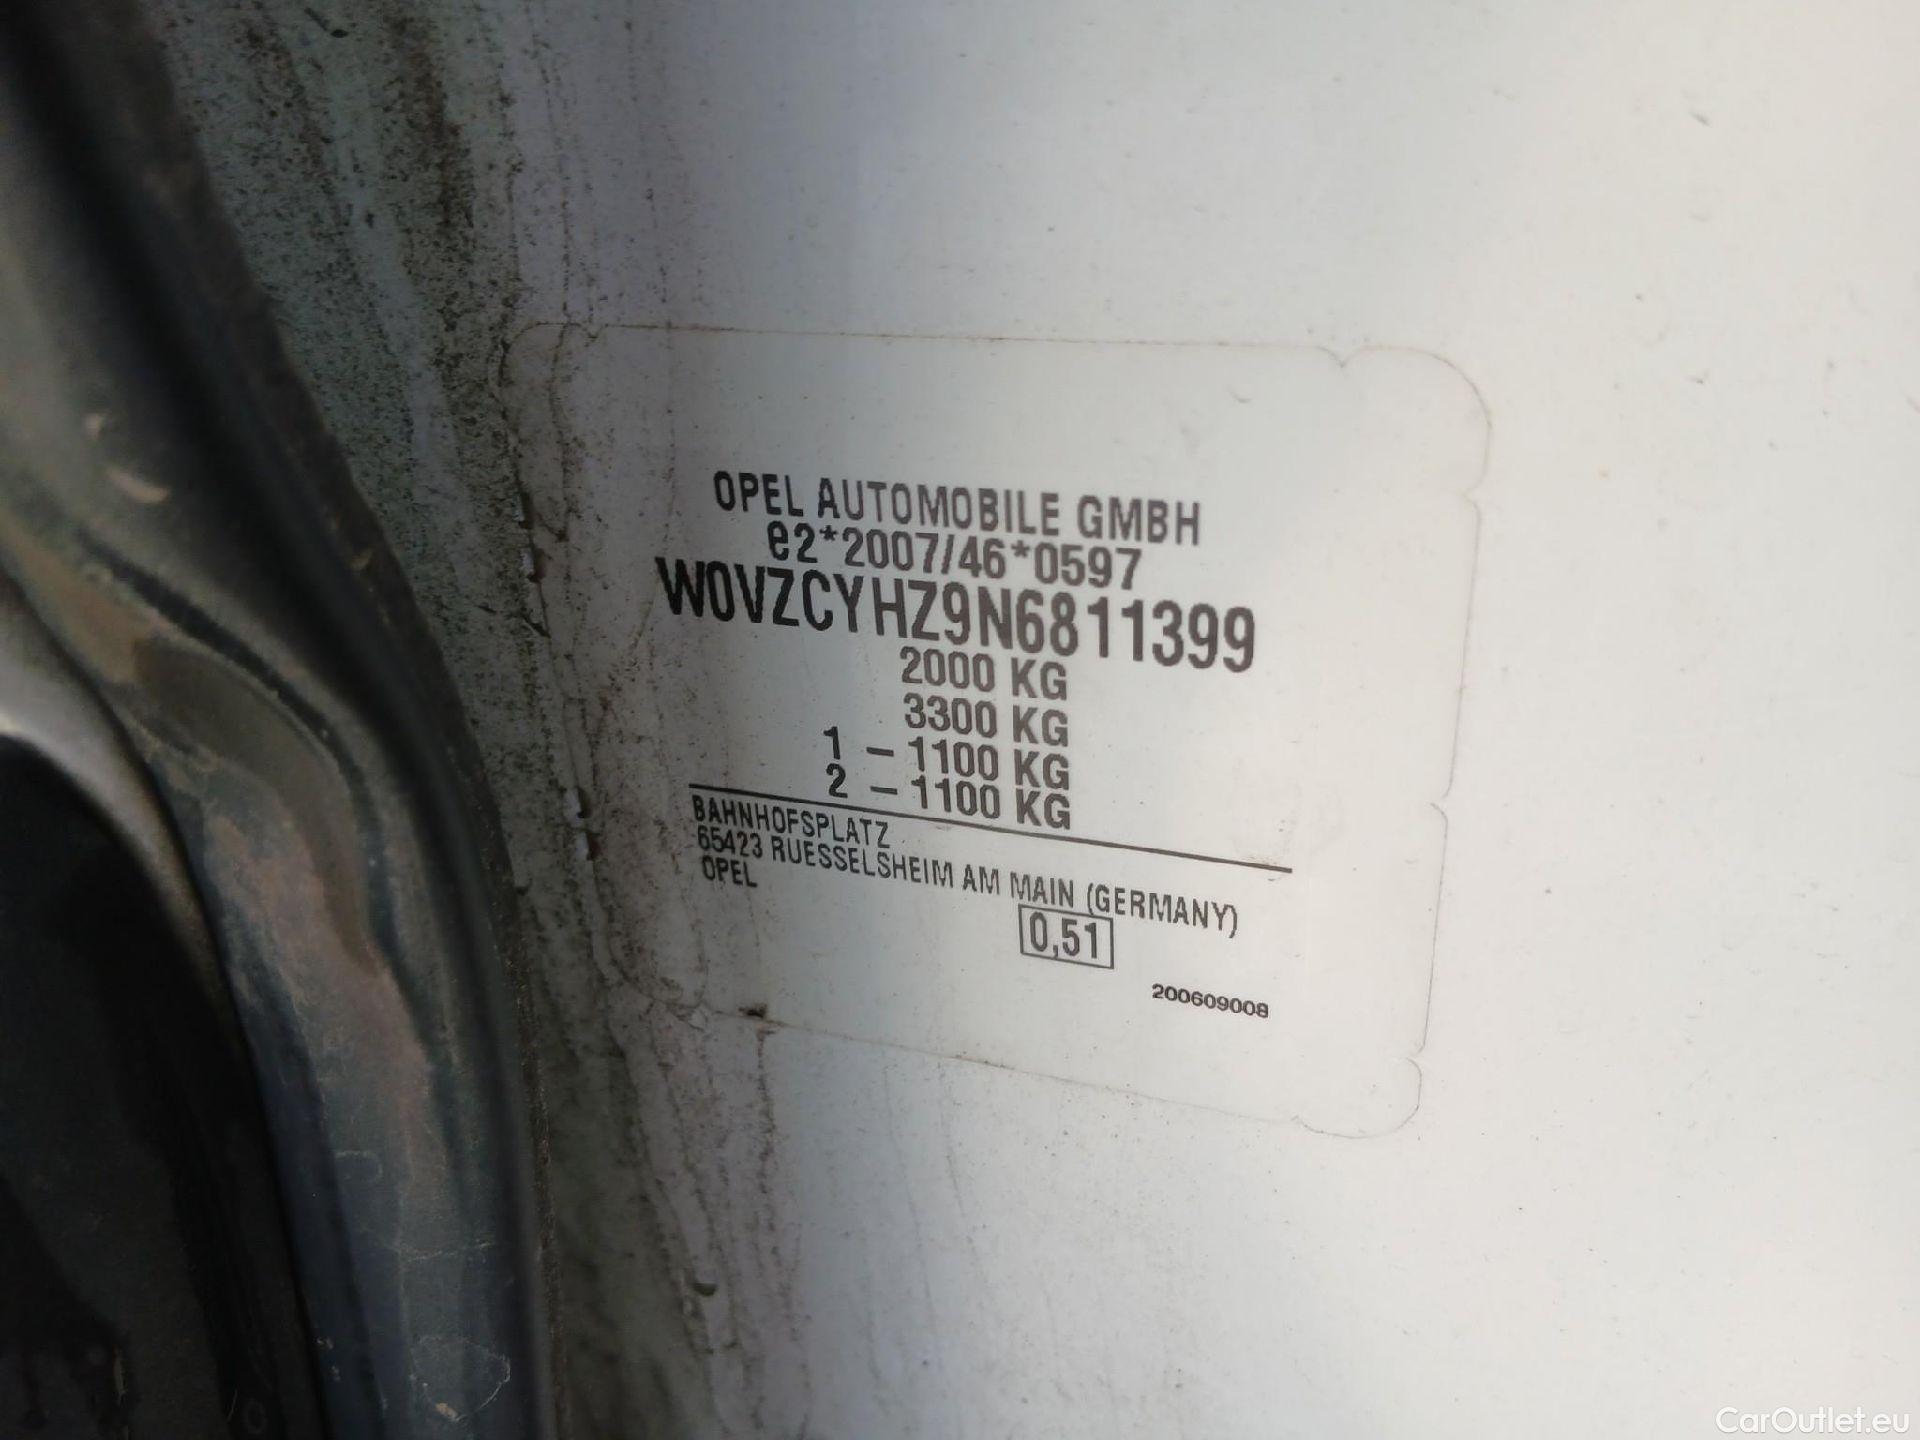 OPEL AUTOMOBILE GMBH
e2*2007/46*0597
W0VZCYHZ9N6811399
2000 KG
3300 KG
1 - 1100 KG
2 - 1100 KG
BAHNHOFSPLATZ
65423 RUESSELSHEIM AM MAIN (GERMANY)
OPEL
0,51
200609008
CarOutlet.eu